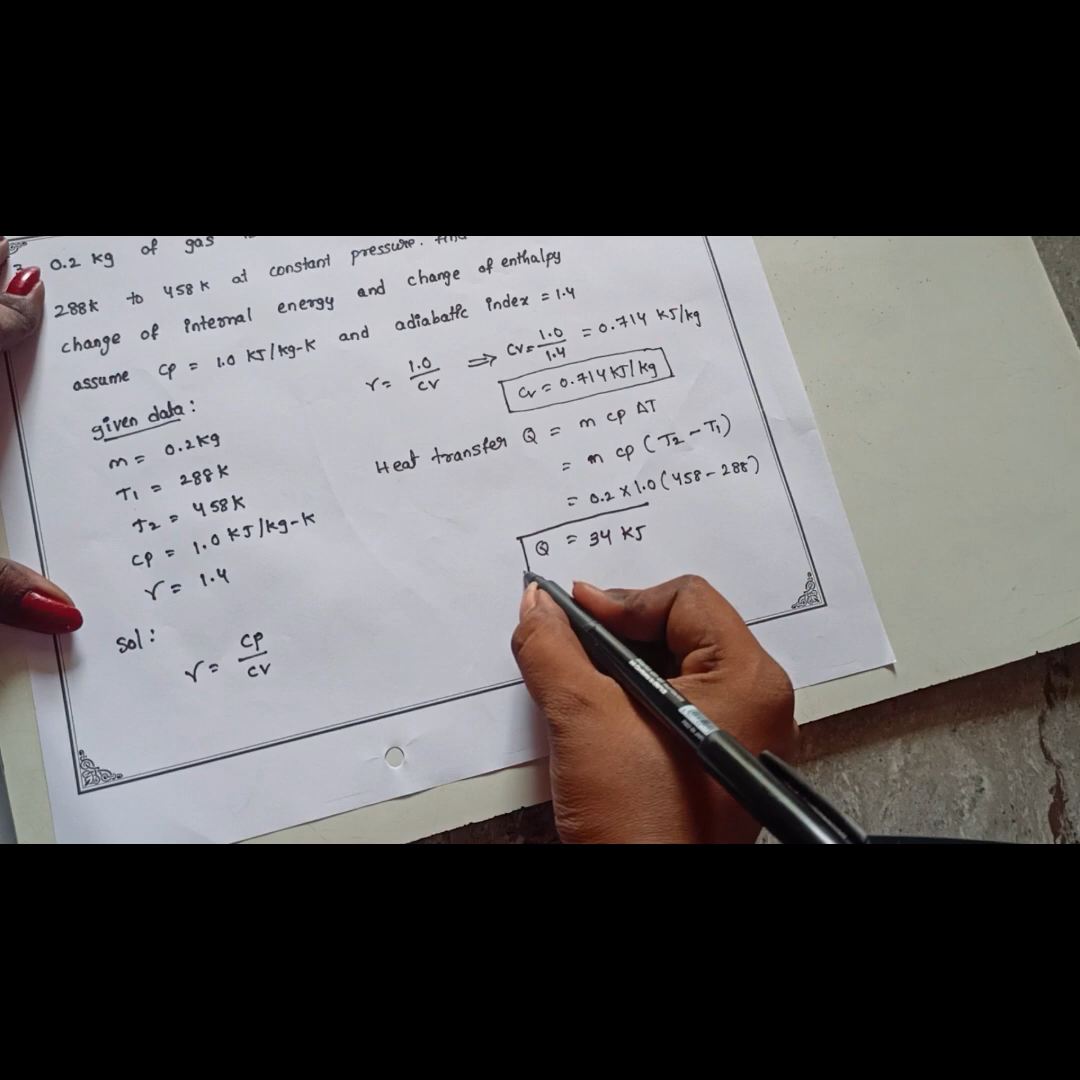 0.2 kg of gas
288k to 458k at constant pressure.
change of internal energy and change of enthalpy
assume cp = 1.0 KJ/kg-K and adiabatic index = 1.4
given data:
m = 0.2kg
T1 = 288k
T2 = 458k
cp = 1.0 KJ/kg-k
γ = 1.4
sol:
γ = cp/cv
γ = 1.0/cv ⇒ cv = 1.0/1.4 = 0.714 KJ/kg
cv = 0.714 KJ/kg
Heat transfer Q = m cp ΔT
= m cp (T2 - T1)
= 0.2 x 1.0 (458 - 288)
Q = 34 KJ